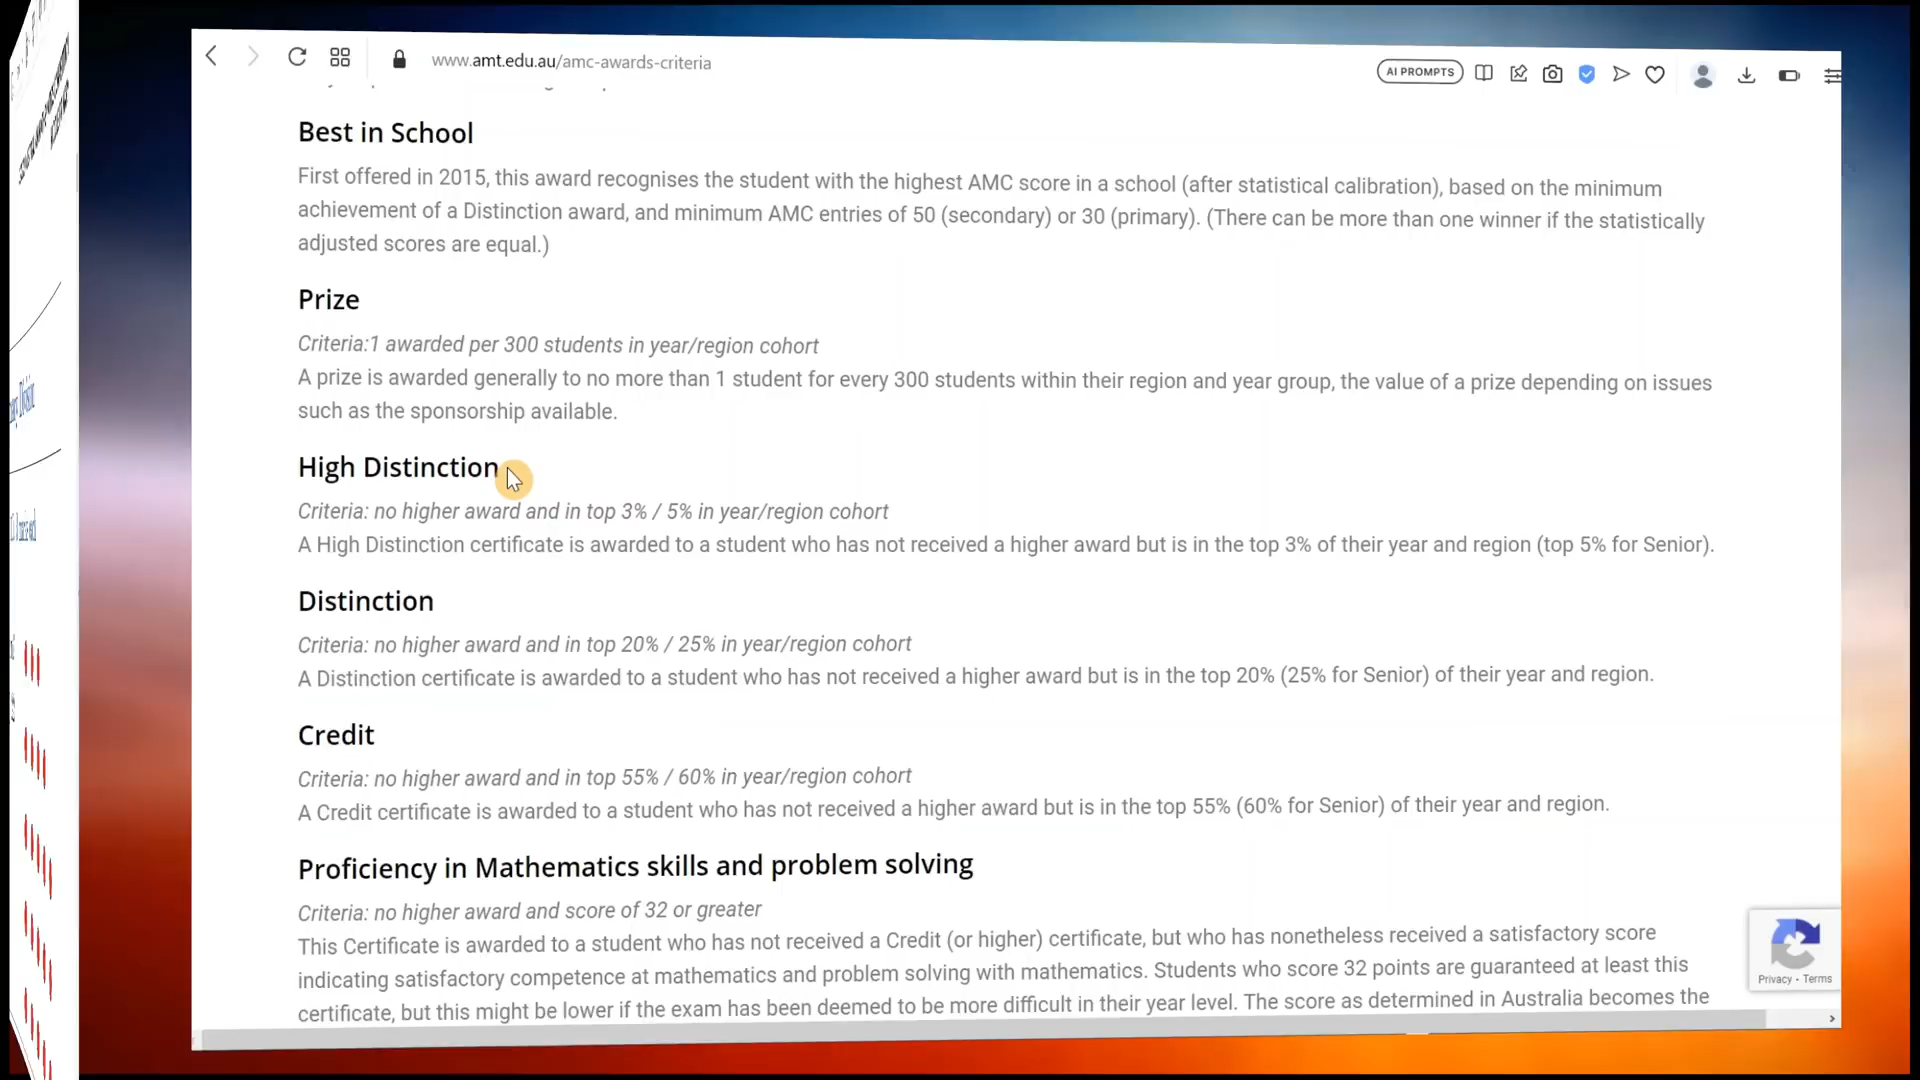 www.amt.edu.au/amc-awards-criteria
AI PROMPTS
Best in School
First offered in 2015, this award recognises the student with the highest AMC score in a school (after statistical calibration), based on the minimum
achievement of a Distinction award, and minimum AMC entries of 50 (secondary) or 30 (primary). (There can be more than one winner if the statistically
adjusted scores are equal.)
Prize
Criteria:1 awarded per 300 students in year/region cohort
A prize is awarded generally to no more than 1 student for every 300 students within their region and year group, the value of a prize depending on issues
such as the sponsorship available.
High Distinction
Criteria: no higher award and in top 3% / 5% in year/region cohort
A High Distinction certificate is awarded to a student who has not received a higher award but is in the top 3% of their year and region (top 5% for Senior).
Distinction
Criteria: no higher award and in top 20% / 25% in year/region cohort
A Distinction certificate is awarded to a student who has not received a higher award but is in the top 20% (25% for Senior) of their year and region.
Credit
Criteria: no higher award and in top 55% / 60% in year/region cohort
A Credit certificate is awarded to a student who has not received a higher award but is in the top 55% (60% for Senior) of their year and region.
Proficiency in Mathematics skills and problem solving
Criteria: no higher award and score of 32 or greater
This Certificate is awarded to a student who has not received a Credit (or higher) certificate, but who has nonetheless received a satisfactory score
indicating satisfactory competence at mathematics and problem solving with mathematics. Students who score 32 points are guaranteed at least this
certificate, but this might be lower if the exam has been deemed to be more difficult in their year level. The score as determined in Australia becomes the
Privacy - Terms